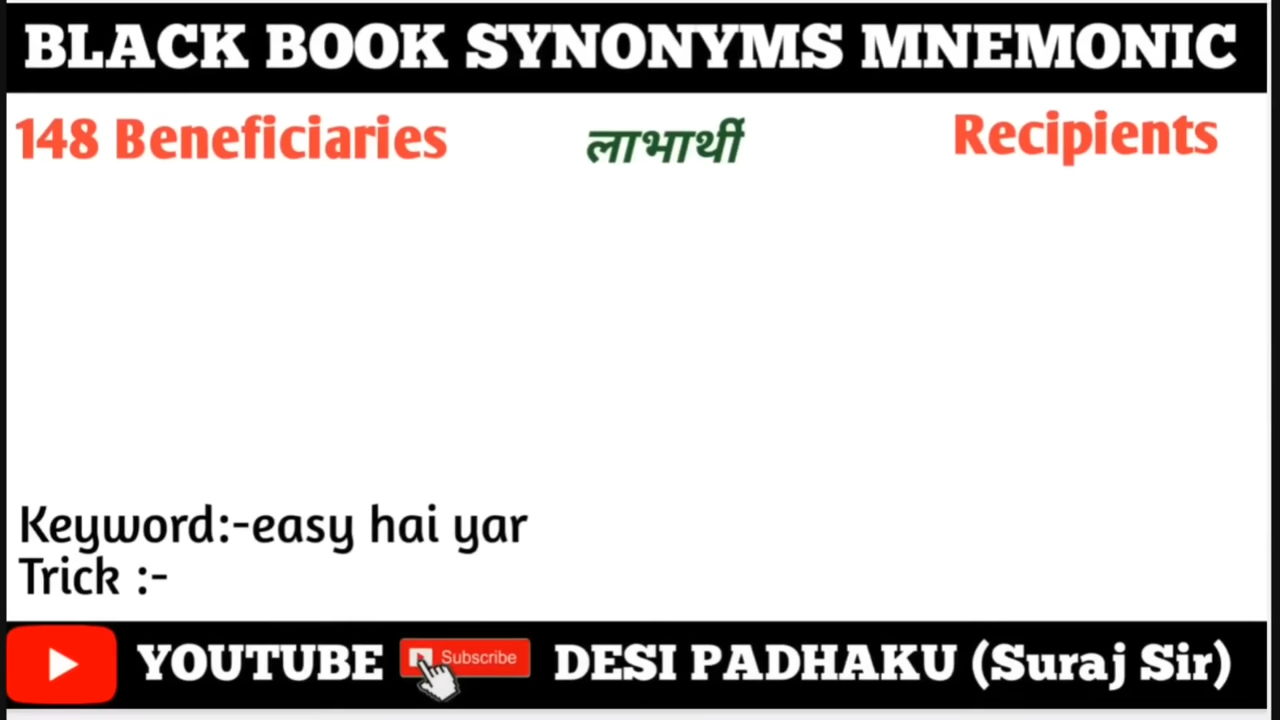 BLACK BOOK SYNONYMS MNEMONIC
148 Beneficiaries लाभार्थी Recipients
Keyword:-easy hai yar
Trick :-
YOUTUBE Subscribe DESI PADHAKU (Suraj Sir)